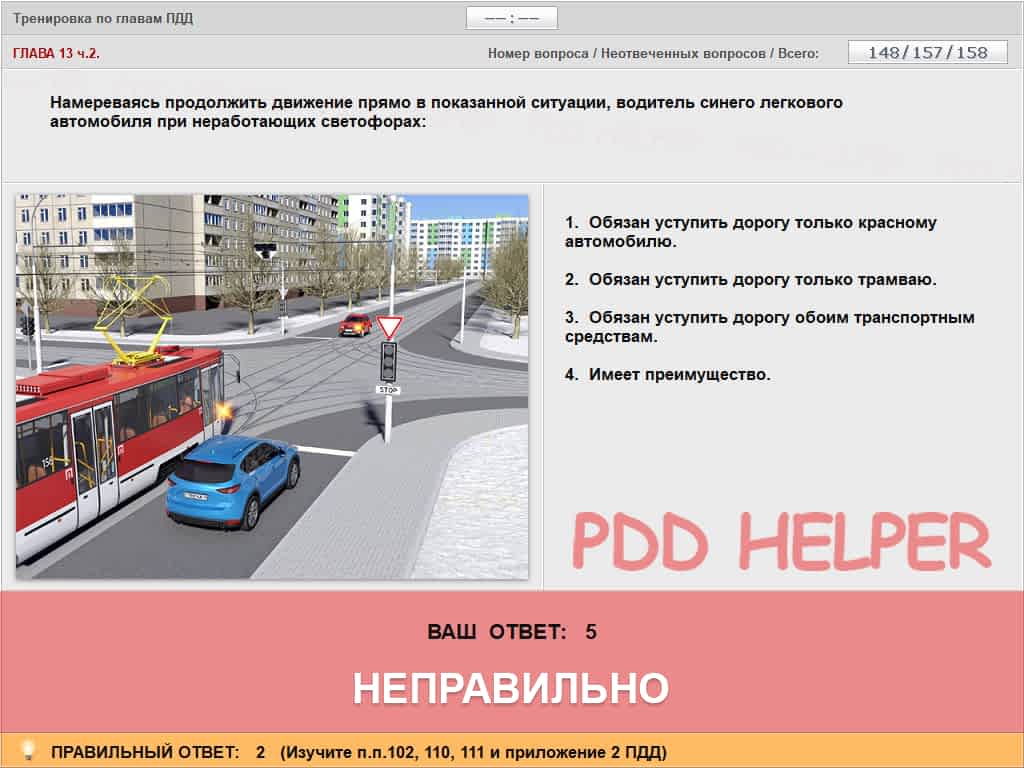 Тренировка по главам ПДД
—— : ——
ГЛАВА 13 ч.2.
Номер вопроса / Неотвеченных вопросов / Всего:
148/157/158
Намереваясь продолжить движение прямо в показанной ситуации, водитель синего легкового
автомобиля при неработающих светофорах:
1. Обязан уступить дорогу только красному
автомобилю.
2. Обязан уступить дорогу только трамваю.
3. Обязан уступить дорогу обоим транспортным
средствам.
4. Имеет преимущество.
STOP
PDD HELPER
ВАШ ОТВЕТ: 5
НЕПРАВИЛЬНО
ПРАВИЛЬНЫЙ ОТВЕТ: 2 (Изучите п.п.102, 110, 111 и приложение 2 ПДД)